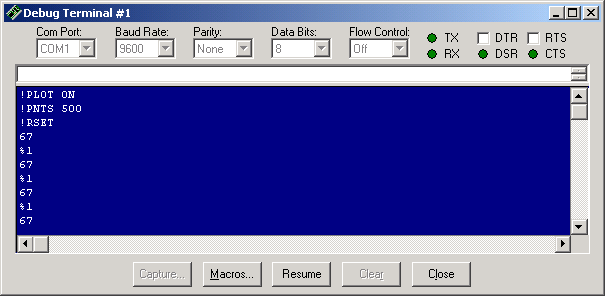 Debug Terminal #1
Com Port: Baud Rate: Parity: Data Bits: Flow Control:
COM1 9600 None 8 Off
TX DTR RTS
RX DSR CTS
!PLOT ON
!PNTS 500
!RSET
67
%1
67
%1
67
%1
67
Capture... Macros... Resume Clear Close